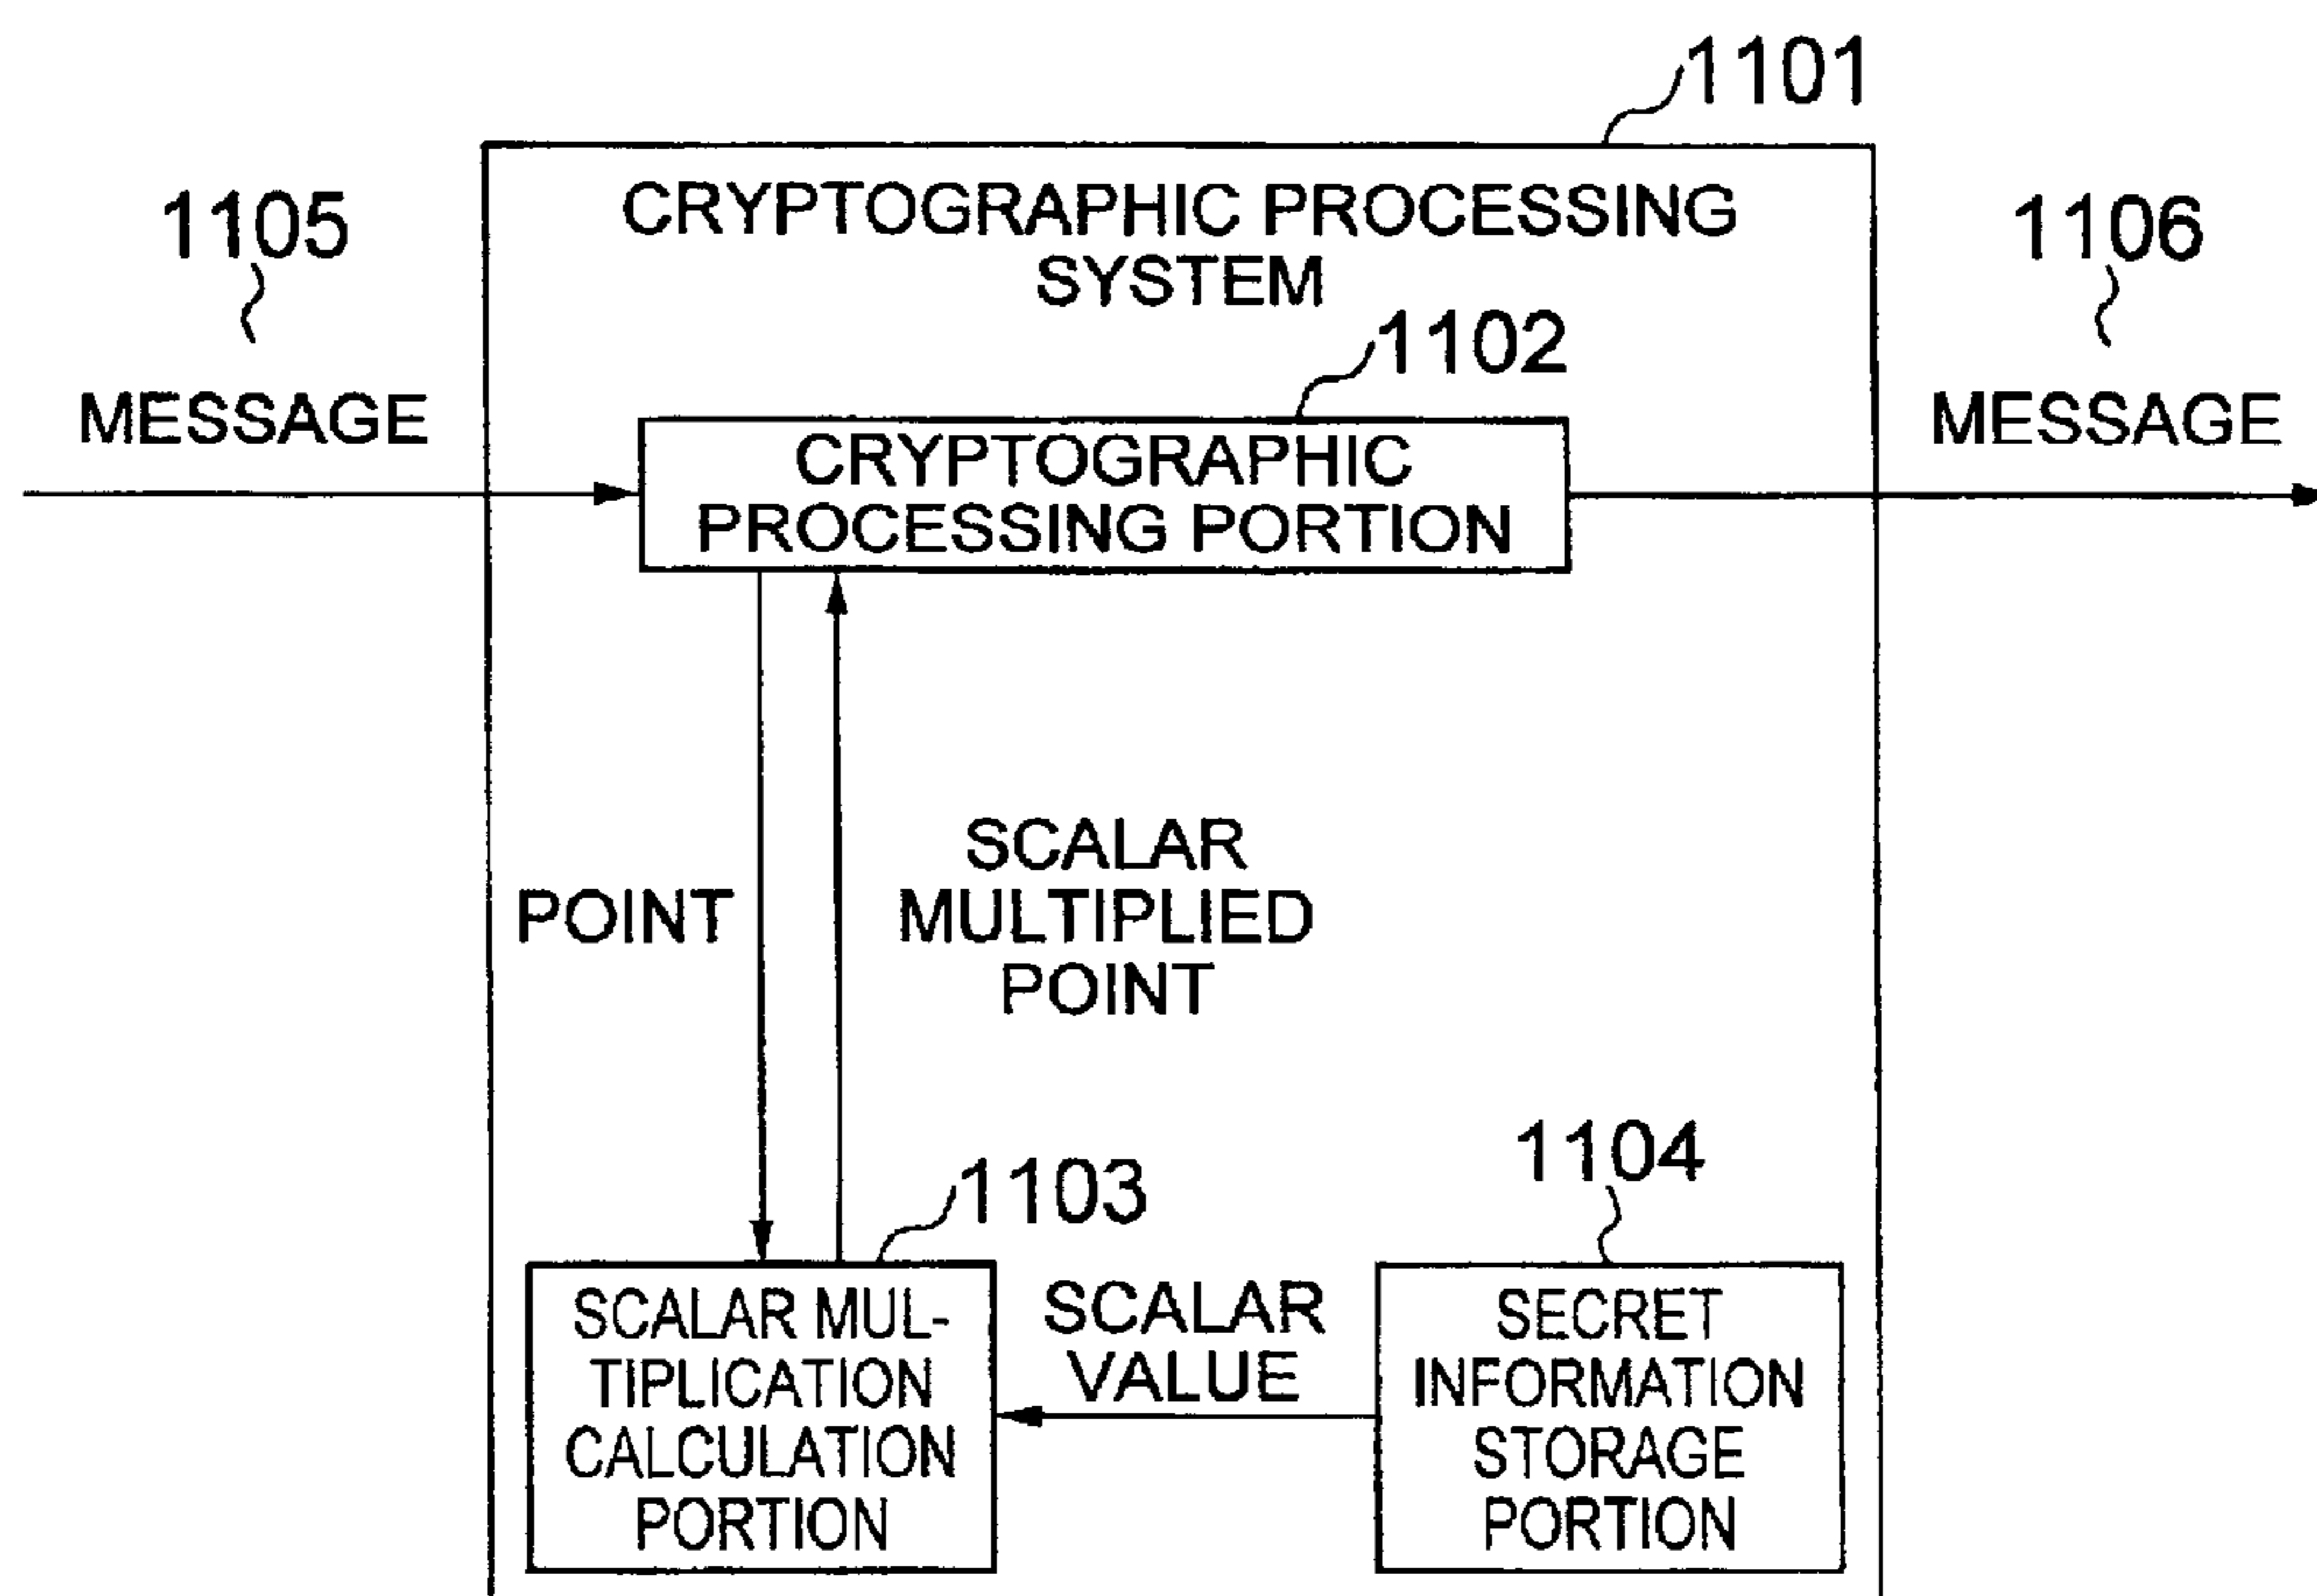 1101
CRYPTOGRAPHIC PROCESSING
SYSTEM
1105
1106
1102
MESSAGE
MESSAGE
CRYPTOGRAPHIC
PROCESSING PORTION
POINT
SCALAR
MULTIPLIED
POINT
1103
1104
SCALAR MUL-
TIPLICATION
CALCULATION
PORTION
SCALAR
VALUE
SECRET
INFORMATION
STORAGE
PORTION